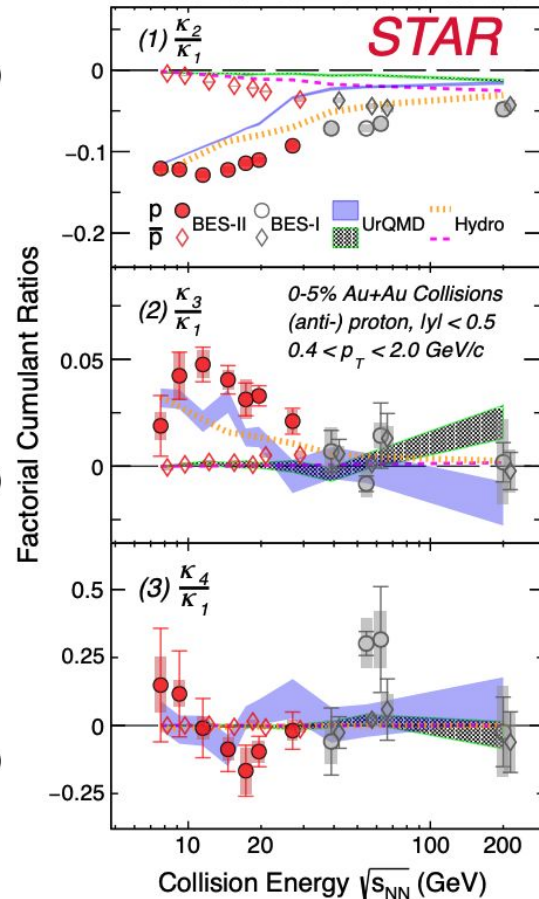 (1) κ2/κ1
STAR
0
−0.1
−0.2
p BES-II BES-I UrQMD Hydro
p̅
Factorial Cumulant Ratios
(2) κ3/κ1
0-5% Au+Au Collisions
(anti-) proton, |y| < 0.5
0.4 < pT < 2.0 GeV/c
0.05
0
(3) κ4/κ1
0.5
0.25
0
−0.25
10 20 100 200
Collision Energy √sNN (GeV)